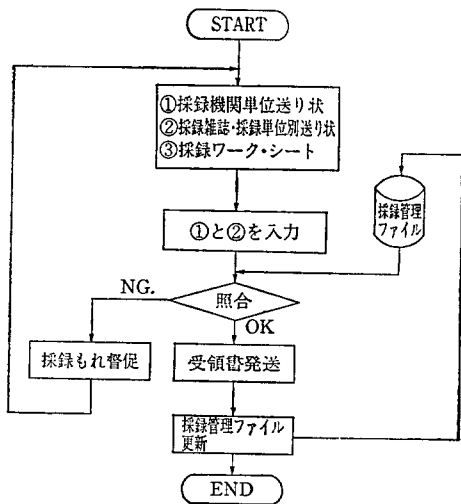 START
①採録機関単位送り状
②採録雑誌・採録単位別送り状
③採録ワーク・シート
採録管理
ファイル
①と②を入力
NG.
照合
OK
採録もれ督促
受領書発送
採録管理ファイル
更新
END